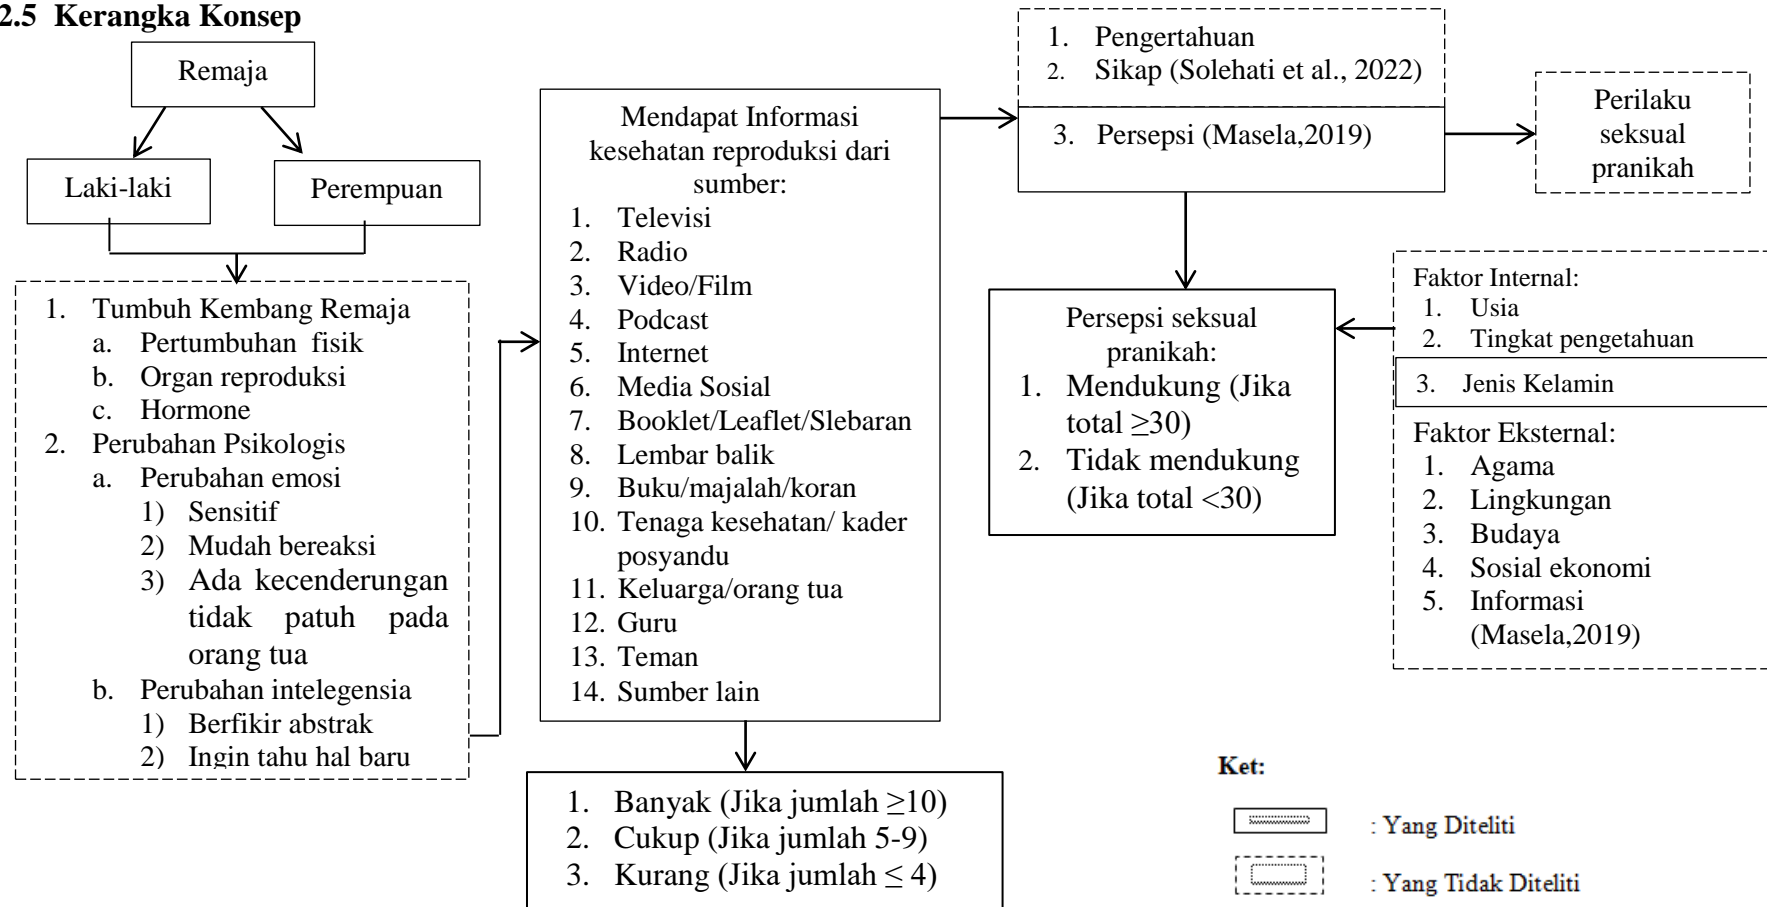 2.5 Kerangka Konsep
Remaja
Laki-laki
Perempuan
1. Tumbuh Kembang Remaja
a. Pertumbuhan fisik
b. Organ reproduksi
c. Hormone
2. Perubahan Psikologis
a. Perubahan emosi
1) Sensitif
2) Mudah bereaksi
3) Ada kecenderungan
tidak patuh pada
orang tua
b. Perubahan intelegensia
1) Berfikir abstrak
2) Ingin tahu hal baru
Mendapat Informasi
kesehatan reproduksi dari
sumber:
1. Televisi
2. Radio
3. Video/Film
4. Podcast
5. Internet
6. Media Sosial
7. Booklet/Leaflet/Slebaran
8. Lembar balik
9. Buku/majalah/koran
10. Tenaga kesehatan/ kader
posyandu
11. Keluarga/orang tua
12. Guru
13. Teman
14. Sumber lain
1. Banyak (Jika jumlah ≥10)
2. Cukup (Jika jumlah 5-9)
3. Kurang (Jika jumlah ≤ 4)
1. Pengertahuan
2. Sikap (Solehati et al., 2022)
3. Persepsi (Masela,2019)
Perilaku
seksual
pranikah
Persepsi seksual
pranikah:
1. Mendukung (Jika
total ≥30)
2. Tidak mendukung
(Jika total <30)
Faktor Internal:
1. Usia
2. Tingkat pengetahuan
3. Jenis Kelamin
Faktor Eksternal:
1. Agama
2. Lingkungan
3. Budaya
4. Sosial ekonomi
5. Informasi
(Masela,2019)
Ket:
: Yang Diteliti
: Yang Tidak Diteliti